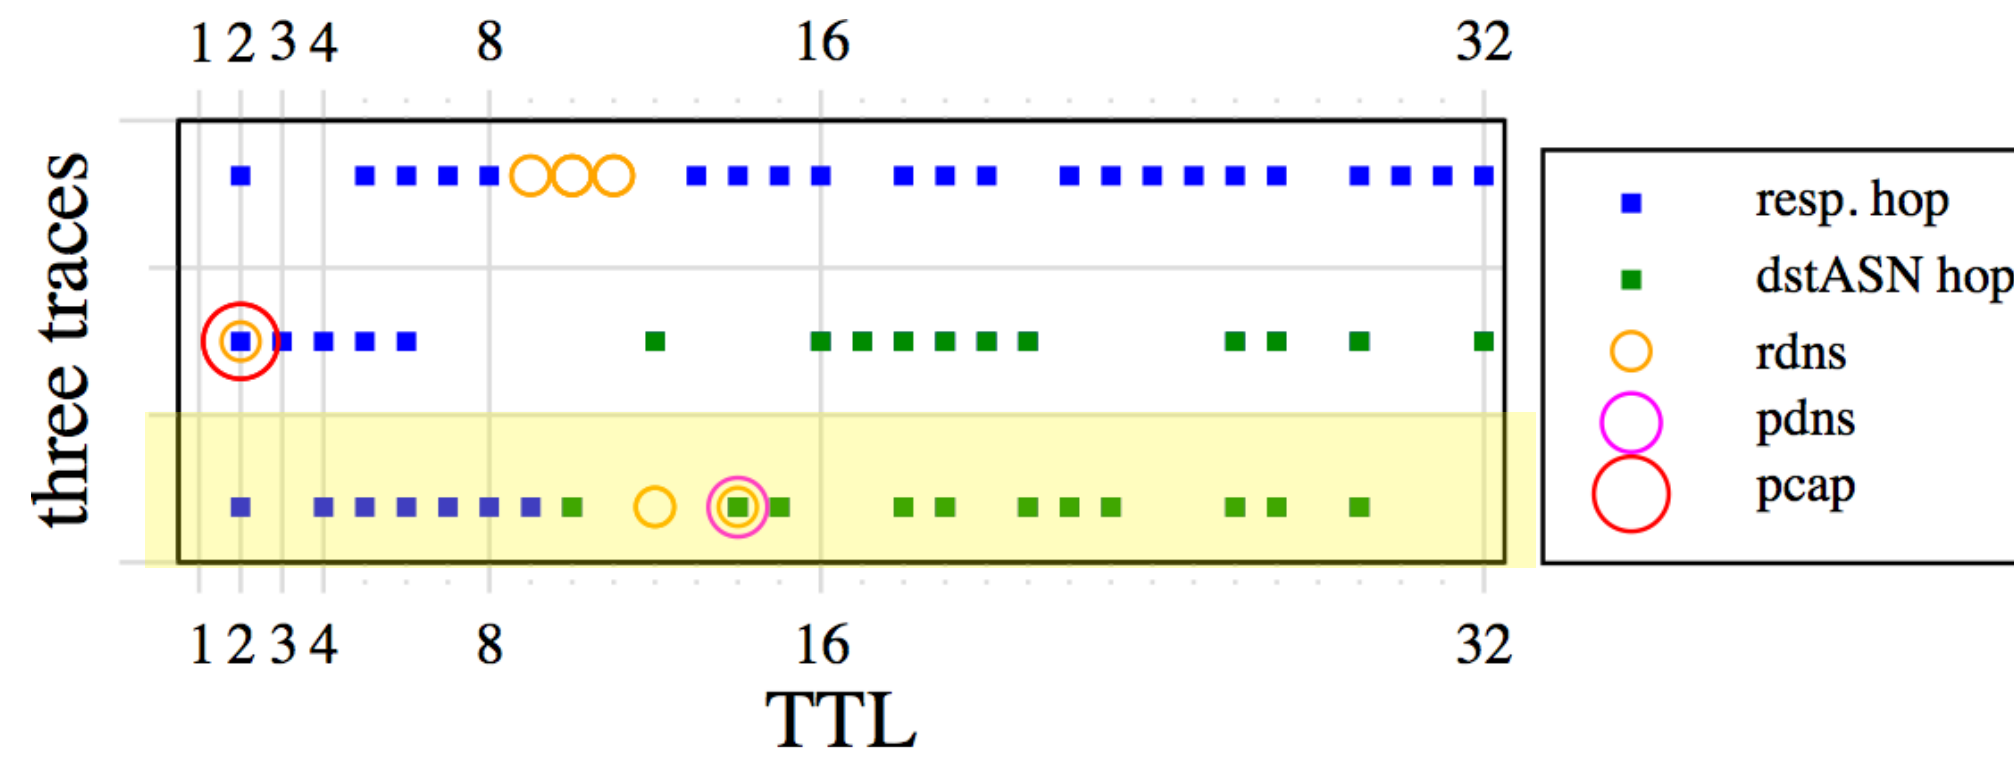 1 2 3 4 8 16 32
three traces
resp. hop
dstASN hop
rdns
pdns
pcap
1 2 3 4 8 16 32
TTL